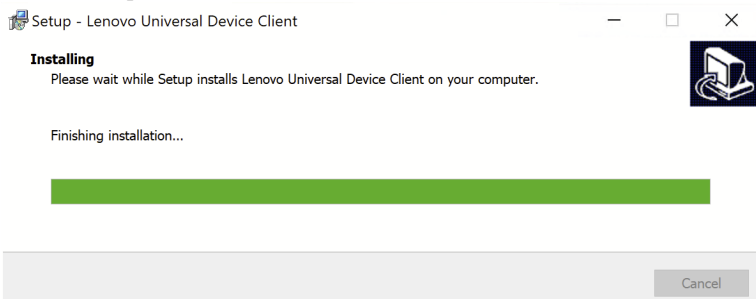 Setup - Lenovo Universal Device Client
Installing
Please wait while Setup installs Lenovo Universal Device Client on your computer.
Finishing installation...
Cancel